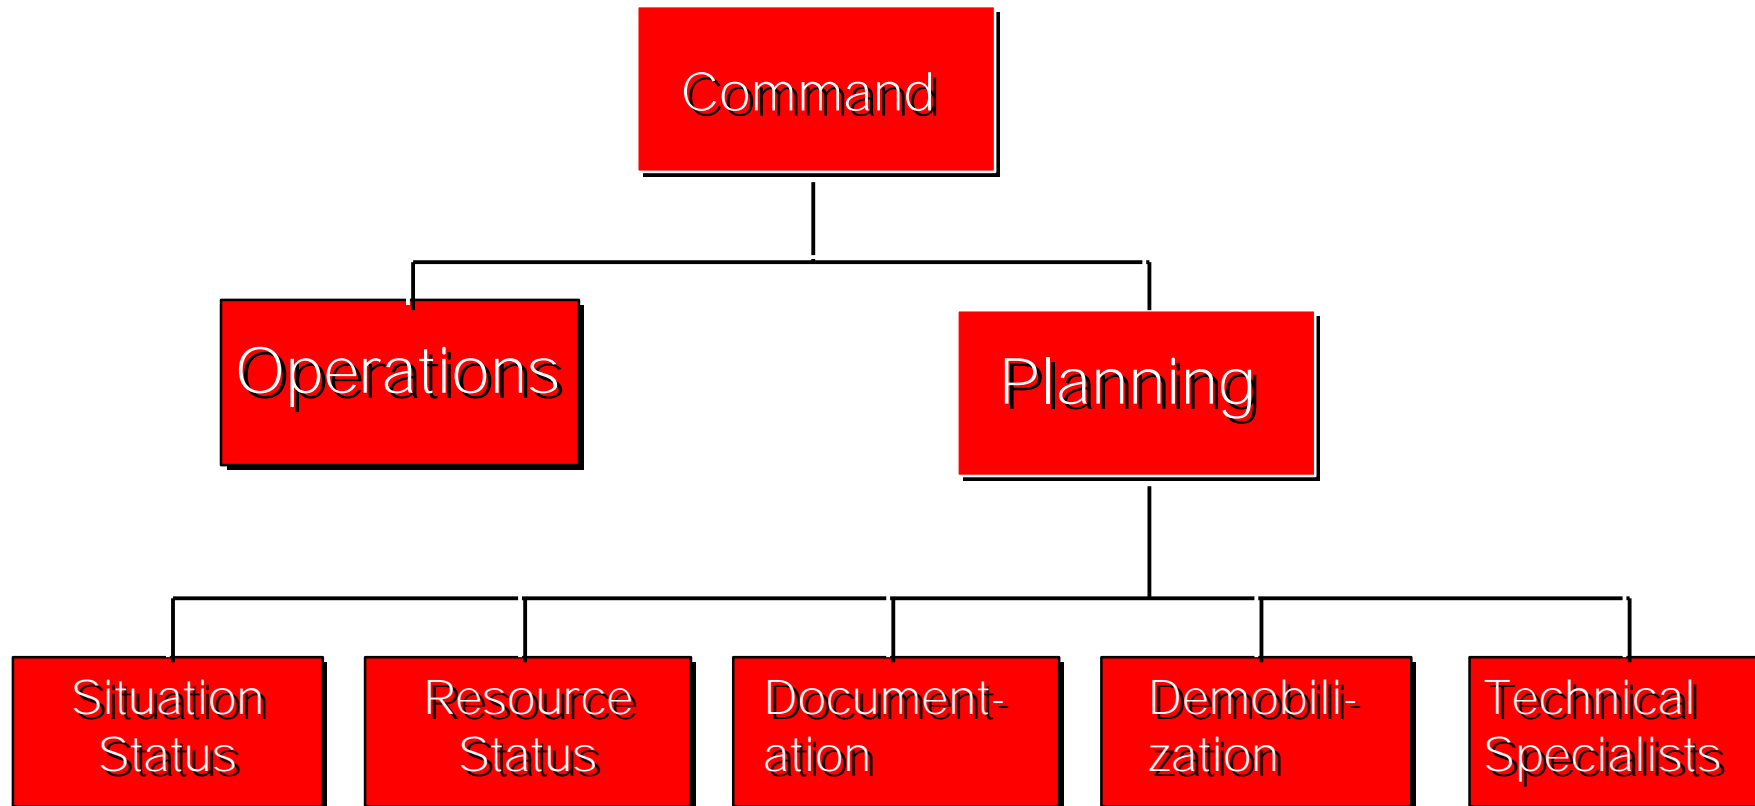 Command
Operations
Planning
Situation
Status
Resource
Status
Document-
ation
Demobili-
zation
Technical
Specialists